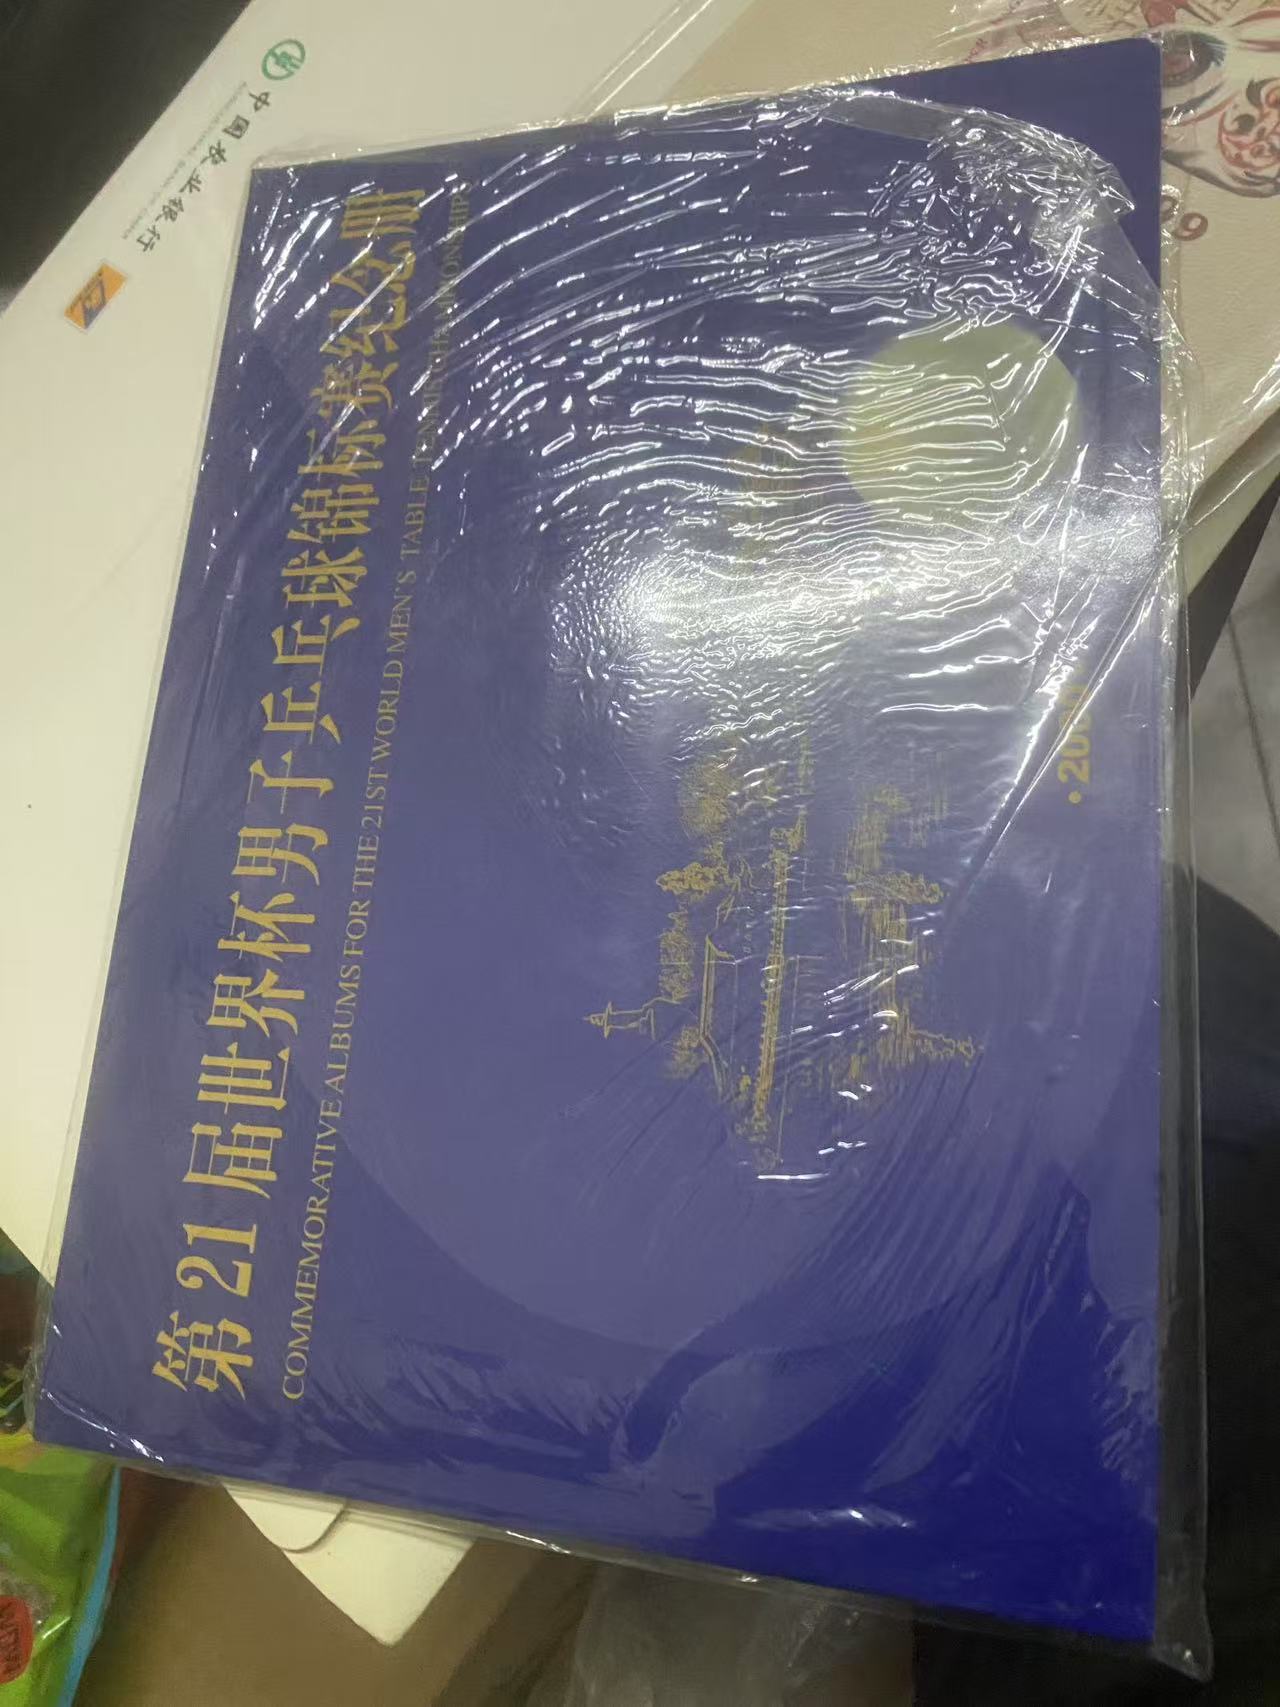 第21届世界杯男子乒乓球锦标赛纪念册
COMMEMORATIVE ALBUMS FOR THE 21ST WORLD MEN'S TABLE TENNIS CHAMPIONSHIPS
·2000
中国农业银行